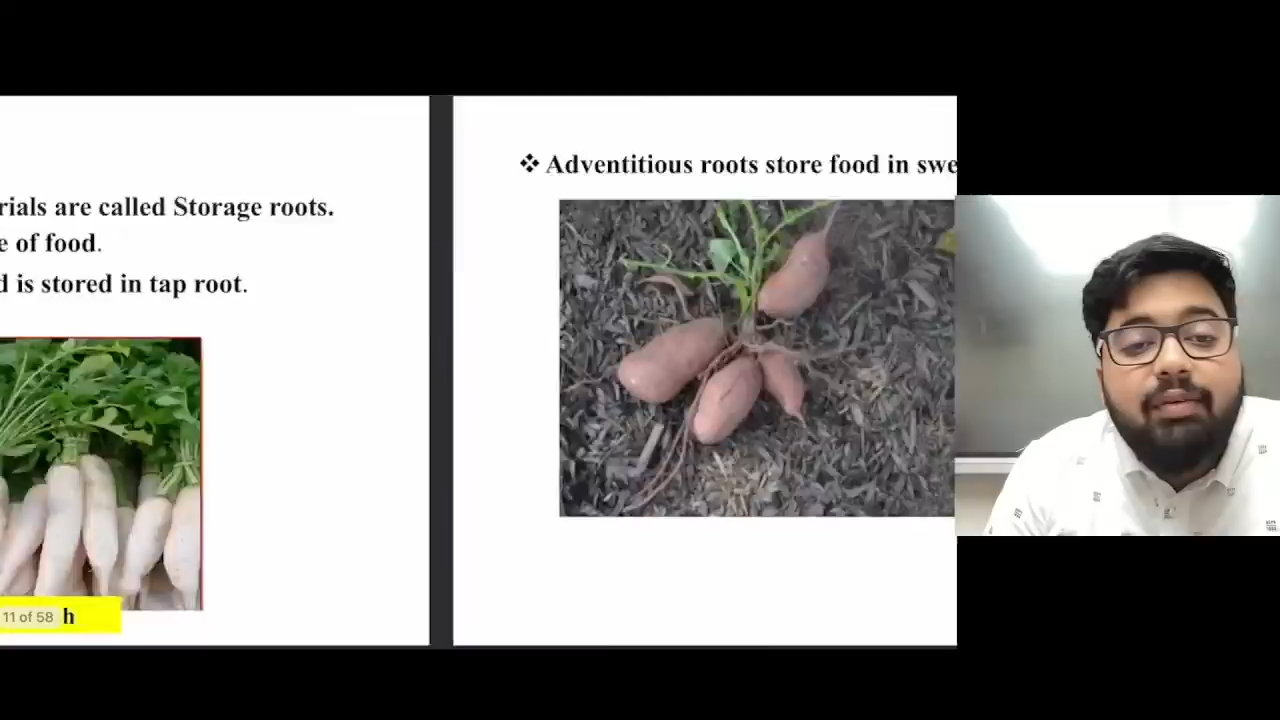 rials are called Storage roots.
e of food.
d is stored in tap root.
11 of 58 h
❖ Adventitious roots store food in swe